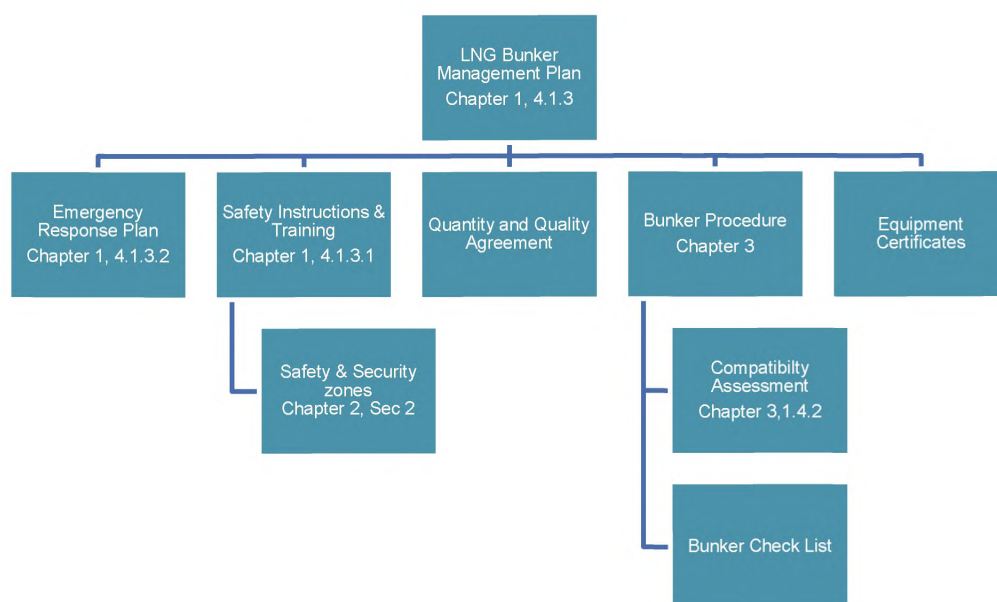 LNG Bunker
Management Plan
Chapter 1, 4.1.3
Emergency
Response Plan
Chapter 1, 4.1.3.2
Safety Instructions &
Training
Chapter 1, 4.1.3.1
Quantity and Quality
Agreement
Bunker Procedure
Chapter 3
Equipment
Certificates
Safety & Security
zones
Chapter 2, Sec 2
Compatibilty
Assessment
Chapter 3,1.4.2
Bunker Check List